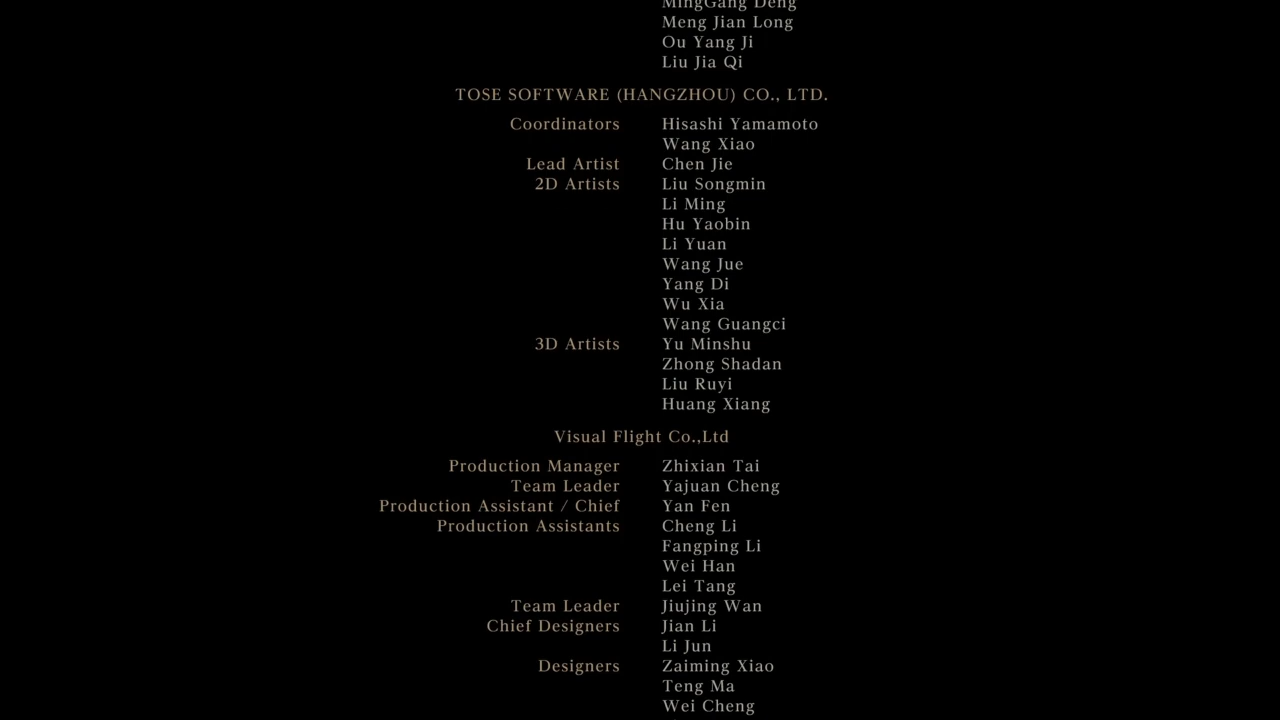 MingGang Deng
Meng Jian Long
Ou Yang Ji
Liu Jia Qi
TOSE SOFTWARE (HANGZHOU) CO., LTD.
Coordinators Hisashi Yamamoto
Wang Xiao
Lead Artist Chen Jie
2D Artists Liu Songmin
Li Ming
Hu Yaobin
Li Yuan
Wang Jue
Yang Di
Wu Xia
Wang Guangci
3D Artists Yu Minshu
Zhong Shadan
Liu Ruyi
Huang Xiang
Visual Flight Co.,Ltd
Production Manager Zhixian Tai
Team Leader Yajuan Cheng
Production Assistant / Chief Yan Fen
Production Assistants Cheng Li
Fangping Li
Wei Han
Lei Tang
Team Leader Jiujing Wan
Chief Designers Jian Li
Li Jun
Designers Zaiming Xiao
Teng Ma
Wei Cheng